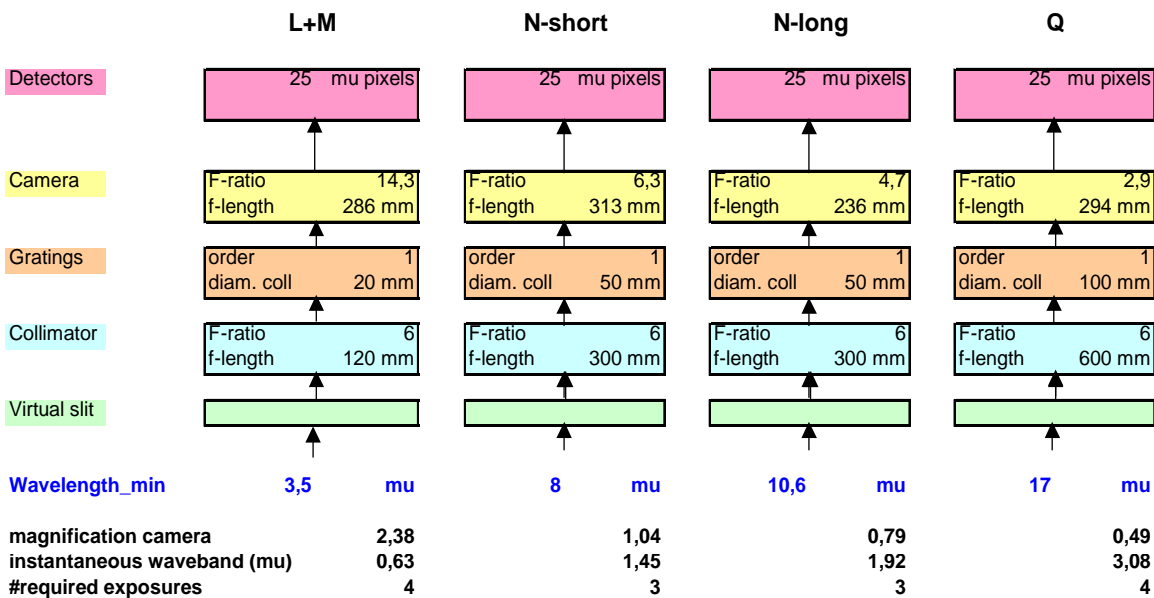 L+M N-short N-long Q
Detectors 25 mu pixels 25 mu pixels 25 mu pixels 25 mu pixels
Camera F-ratio 14,3 F-ratio 6,3 F-ratio 4,7 F-ratio 2,9
f-length 286 mm f-length 313 mm f-length 236 mm f-length 294 mm
Gratings order 1 order 1 order 1 order 1
diam. coll 20 mm diam. coll 50 mm diam. coll 50 mm diam. coll 100 mm
Collimator F-ratio 6 F-ratio 6 F-ratio 6 F-ratio 6
f-length 120 mm f-length 300 mm f-length 300 mm f-length 600 mm
Virtual slit
Wavelength_min 3,5 mu 8 mu 10,6 mu 17 mu
magnification camera 2,38 1,04 0,79 0,49
instantaneous waveband (mu) 0,63 1,45 1,92 3,08
#required exposures 4 3 3 4